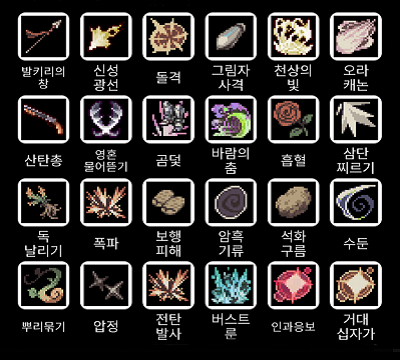 발키리의
창
신성
광선
돌격
그림자
사격
천상의
빛
오라
캐논
산탄총
영혼
물어뜯기
곰덫
바람의
춤
흡혈
삼단
찌르기
독
날리기
폭파
보행
피해
암흑
기류
석화
구름
수둔
뿌리묶기
압정
전탄
발사
버스트
룬
인과응보
거대
십자가